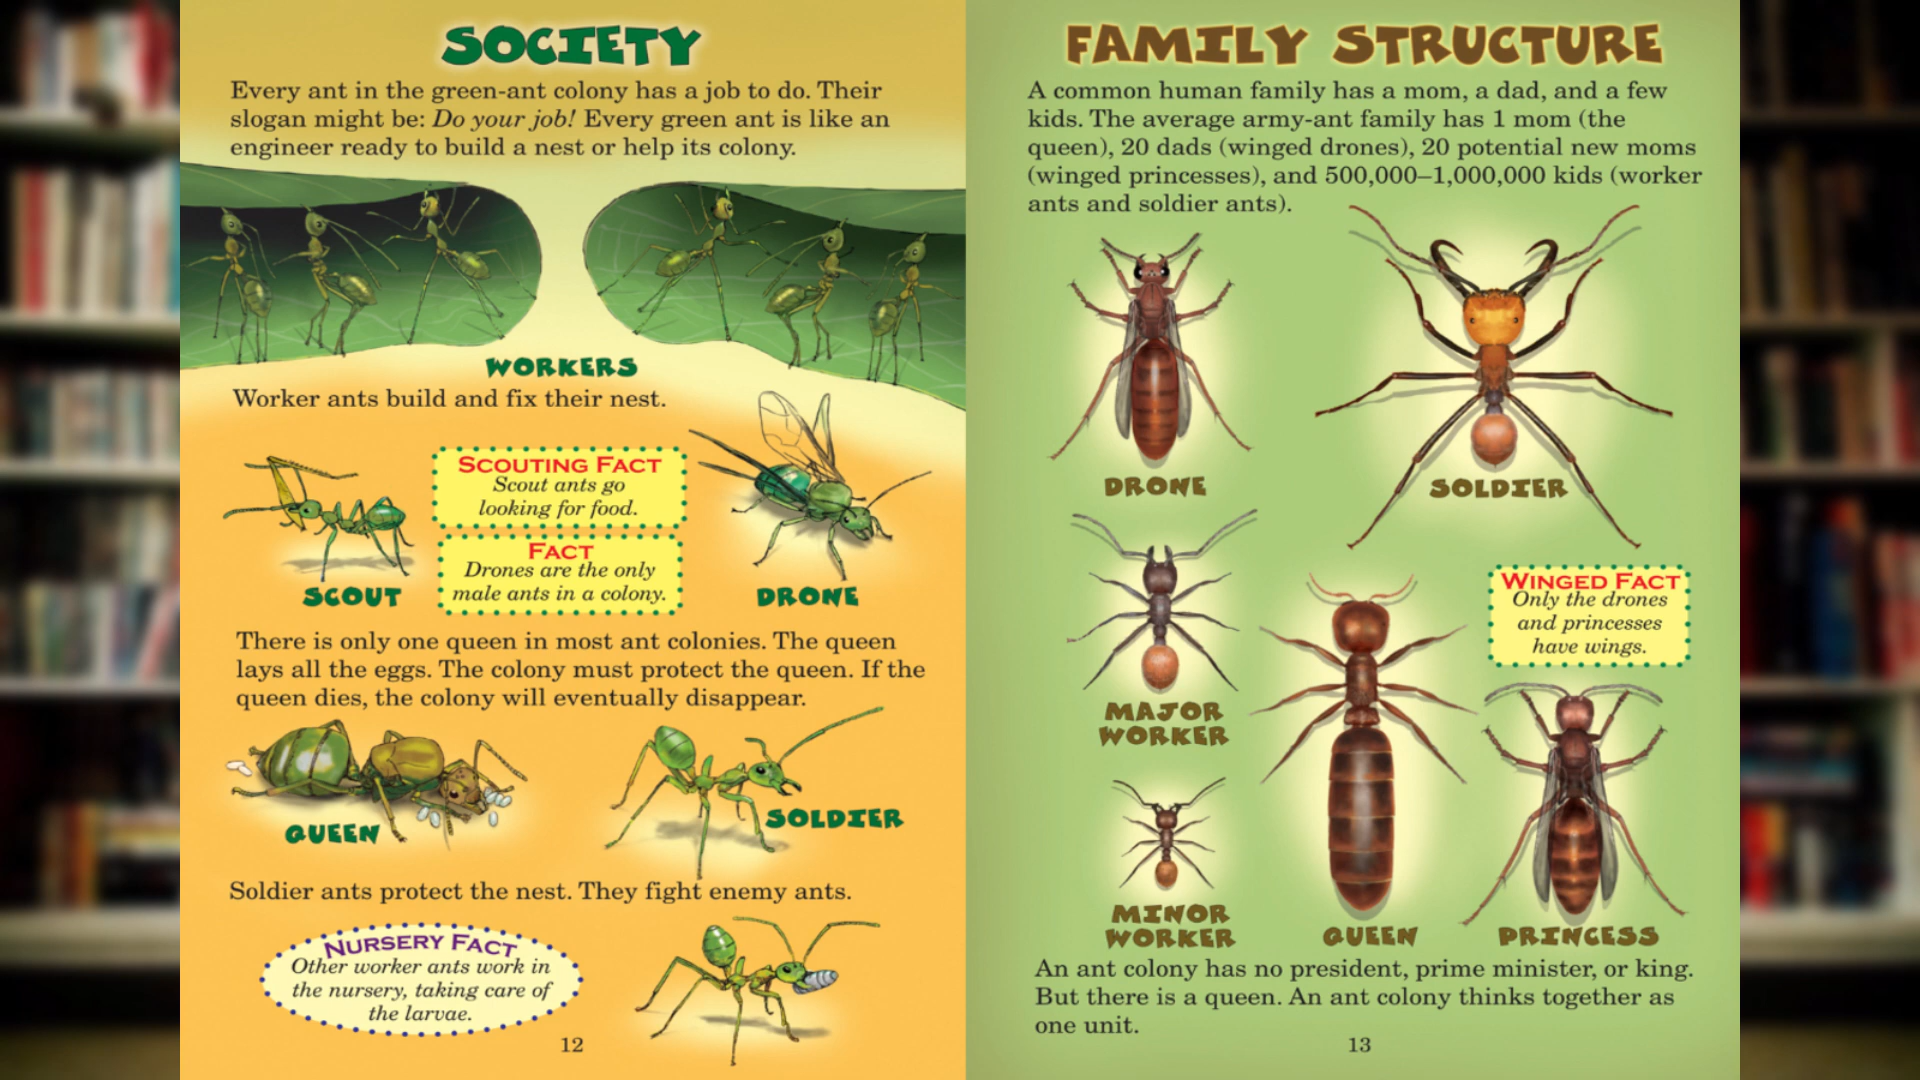 SOCIETY
Every ant in the green-ant colony has a job to do. Their
slogan might be: Do your job! Every green ant is like an
engineer ready to build a nest or help its colony.
WORKERS
Worker ants build and fix their nest.
SCOUTING FACT
Scout ants go
looking for food.
FACT
Drones are the only
male ants in a colony.
SCOUT
DRONE
There is only one queen in most ant colonies. The queen
lays all the eggs. The colony must protect the queen. If the
queen dies, the colony will eventually disappear.
QUEEN
SOLDIER
Soldier ants protect the nest. They fight enemy ants.
NURSERY FACT
Other worker ants work in
the nursery, taking care of
the larvae.
12
FAMILY STRUCTURE
A common human family has a mom, a dad, and a few
kids. The average army-ant family has 1 mom (the
queen), 20 dads (winged drones), 20 potential new moms
(winged princesses), and 500,000–1,000,000 kids (worker
ants and soldier ants).
DRONE
SOLDIER
MAJOR
WORKER
WINGED FACT
Only the drones
and princesses
have wings.
MINOR
WORKER
QUEEN
PRINCESS
An ant colony has no president, prime minister, or king.
But there is a queen. An ant colony thinks together as
one unit.
13